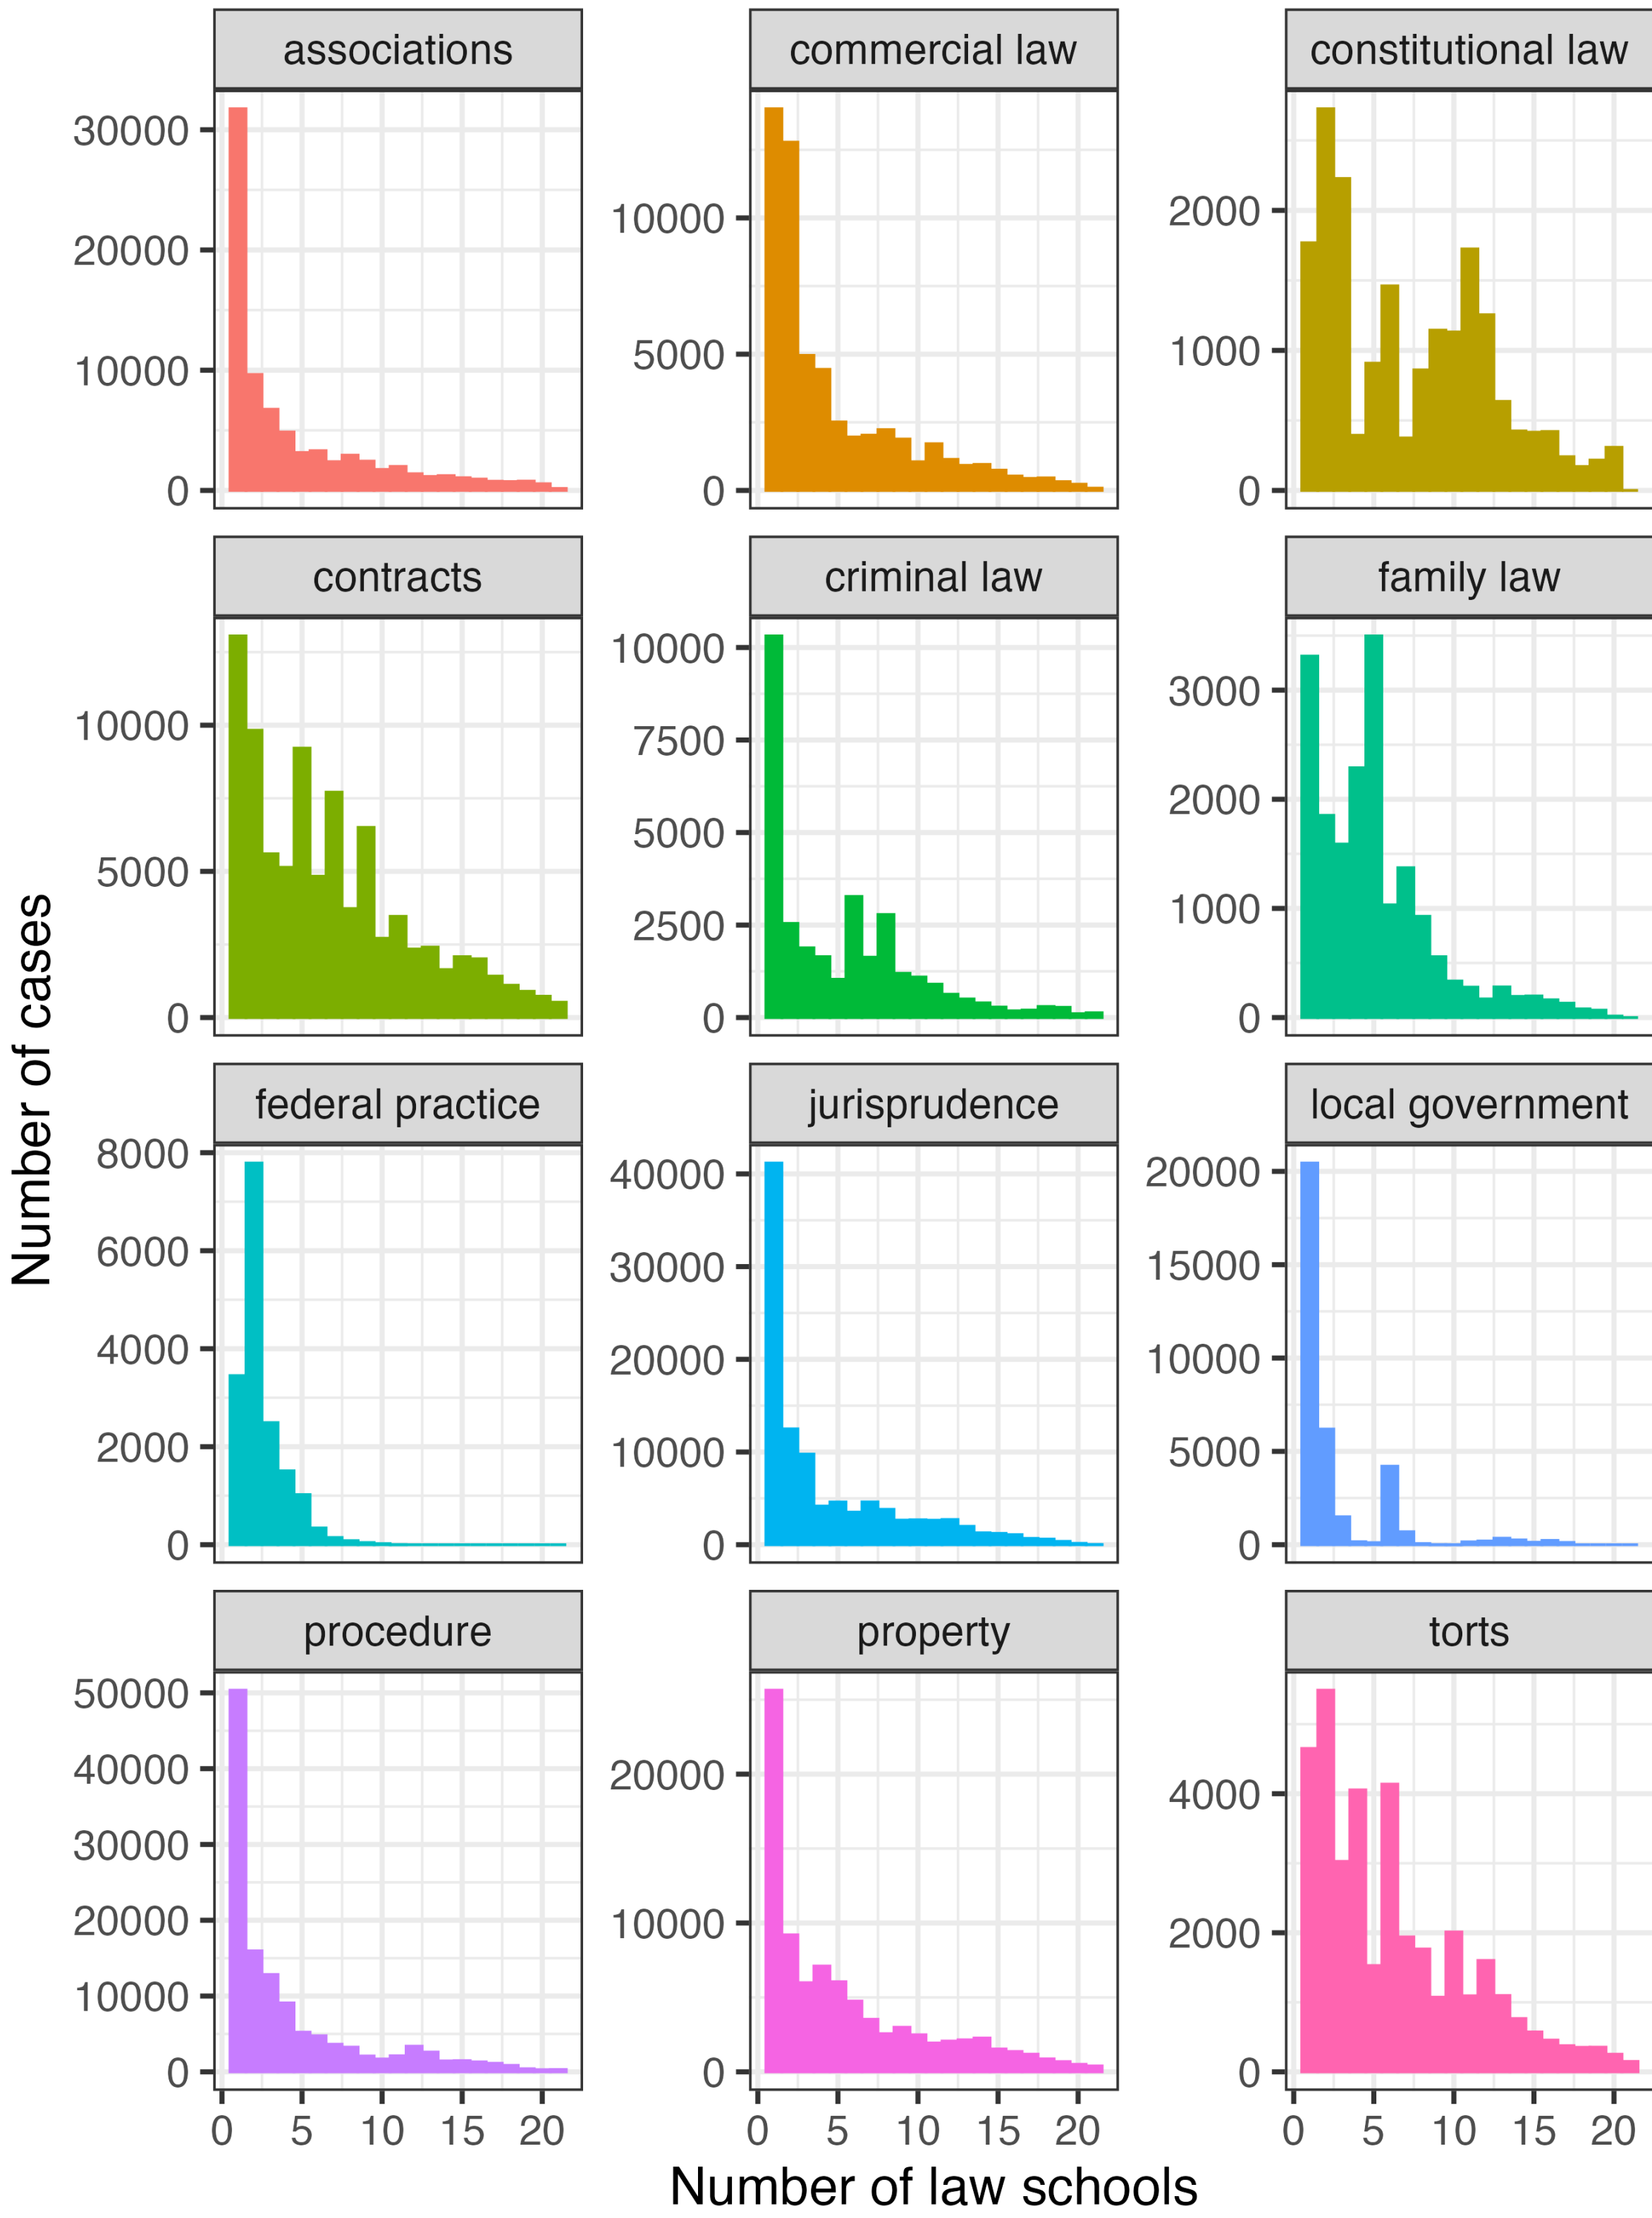 associations
commercial law
constitutional law
30000
20000
10000
0
10000
5000
0
2000
1000
0
contracts
criminal law
family law
10000
5000
0
10000
7500
5000
2500
0
3000
2000
1000
0
Number of cases
federal practice
jurisprudence
local government
8000
6000
4000
2000
0
40000
30000
20000
10000
0
20000
15000
10000
5000
0
procedure
property
torts
50000
40000
30000
20000
10000
0
20000
10000
0
4000
2000
0
0 5 10 15 20
0 5 10 15 20
0 5 10 15 20
Number of law schools